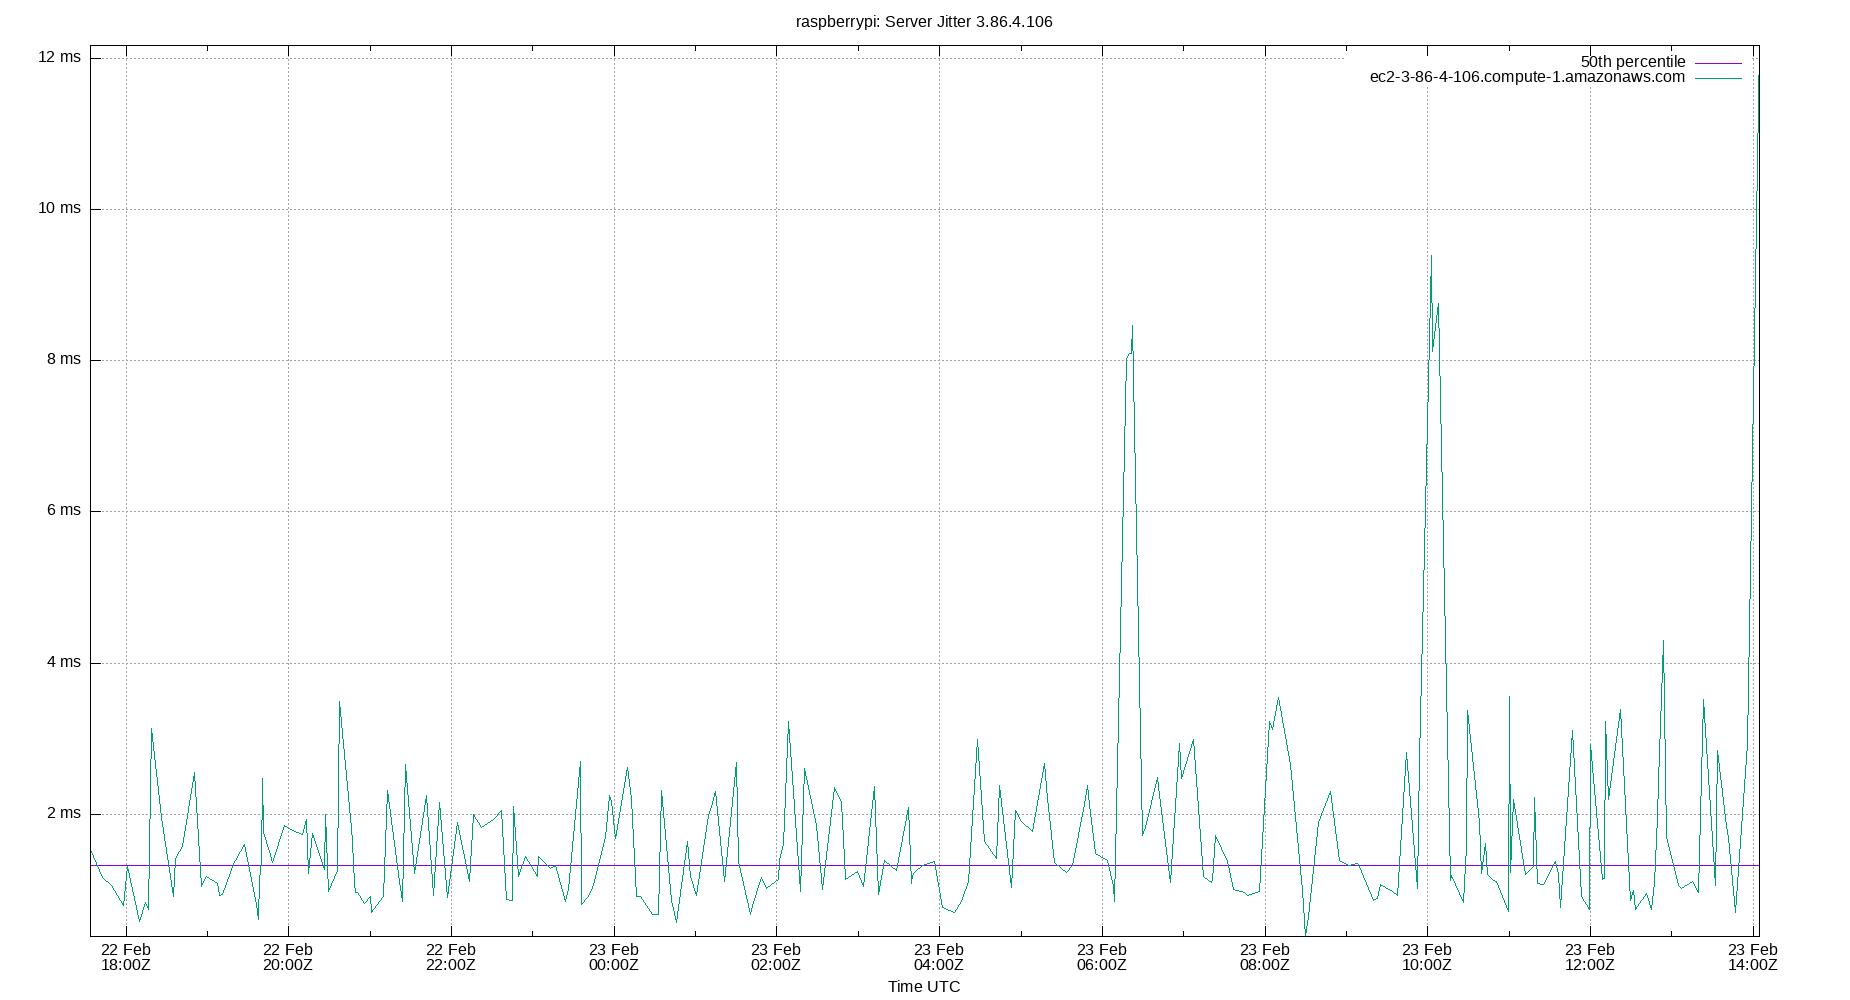 raspberrypi: Server Jitter 3.86.4.106
12 ms
10 ms
8 ms
6 ms
4 ms
2 ms
50th percentile
ec2-3-86-4-106.compute-1.amazonaws.com
22 Feb 22 Feb 22 Feb 23 Feb 23 Feb 23 Feb 23 Feb 23 Feb 23 Feb 23 Feb 23 Feb
18:00Z 20:00Z 22:00Z 00:00Z 02:00Z 04:00Z 06:00Z 08:00Z 10:00Z 12:00Z 14:00Z
Time UTC